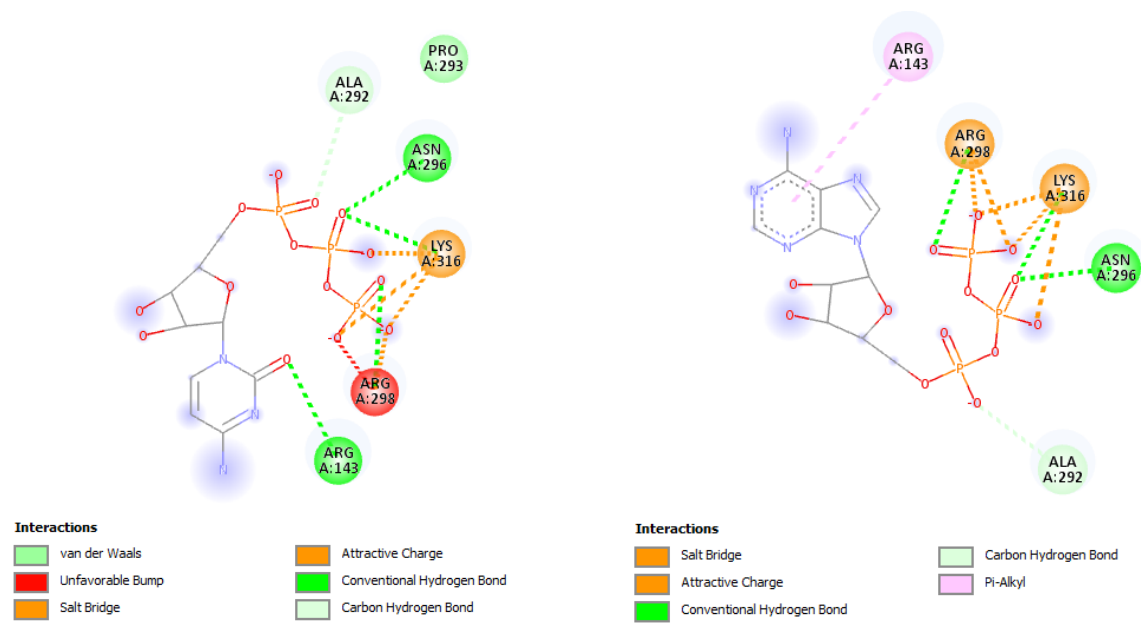 PRO
A:293
ALA
A:292
ASN
A:296
-O
O
O
P
O
O
P
O
LYS
A:316
O
O
O
P
O
O
-O
-O
O
ARG
A:298
N
O
N
N
ARG
A:143
Interactions
van der Waals
Unfavorable Bump
Salt Bridge
Attractive Charge
Conventional Hydrogen Bond
Carbon Hydrogen Bond
ARG
A:143
N
ARG
A:298
N
N
LYS
A:316
-O
N
N
O
P
O
ASN
A:296
O
O
O
O
P
O
O
O
O
O
P
-O
ALA
A:292
Interactions
Salt Bridge
Attractive Charge
Conventional Hydrogen Bond
Carbon Hydrogen Bond
Pi-Alkyl